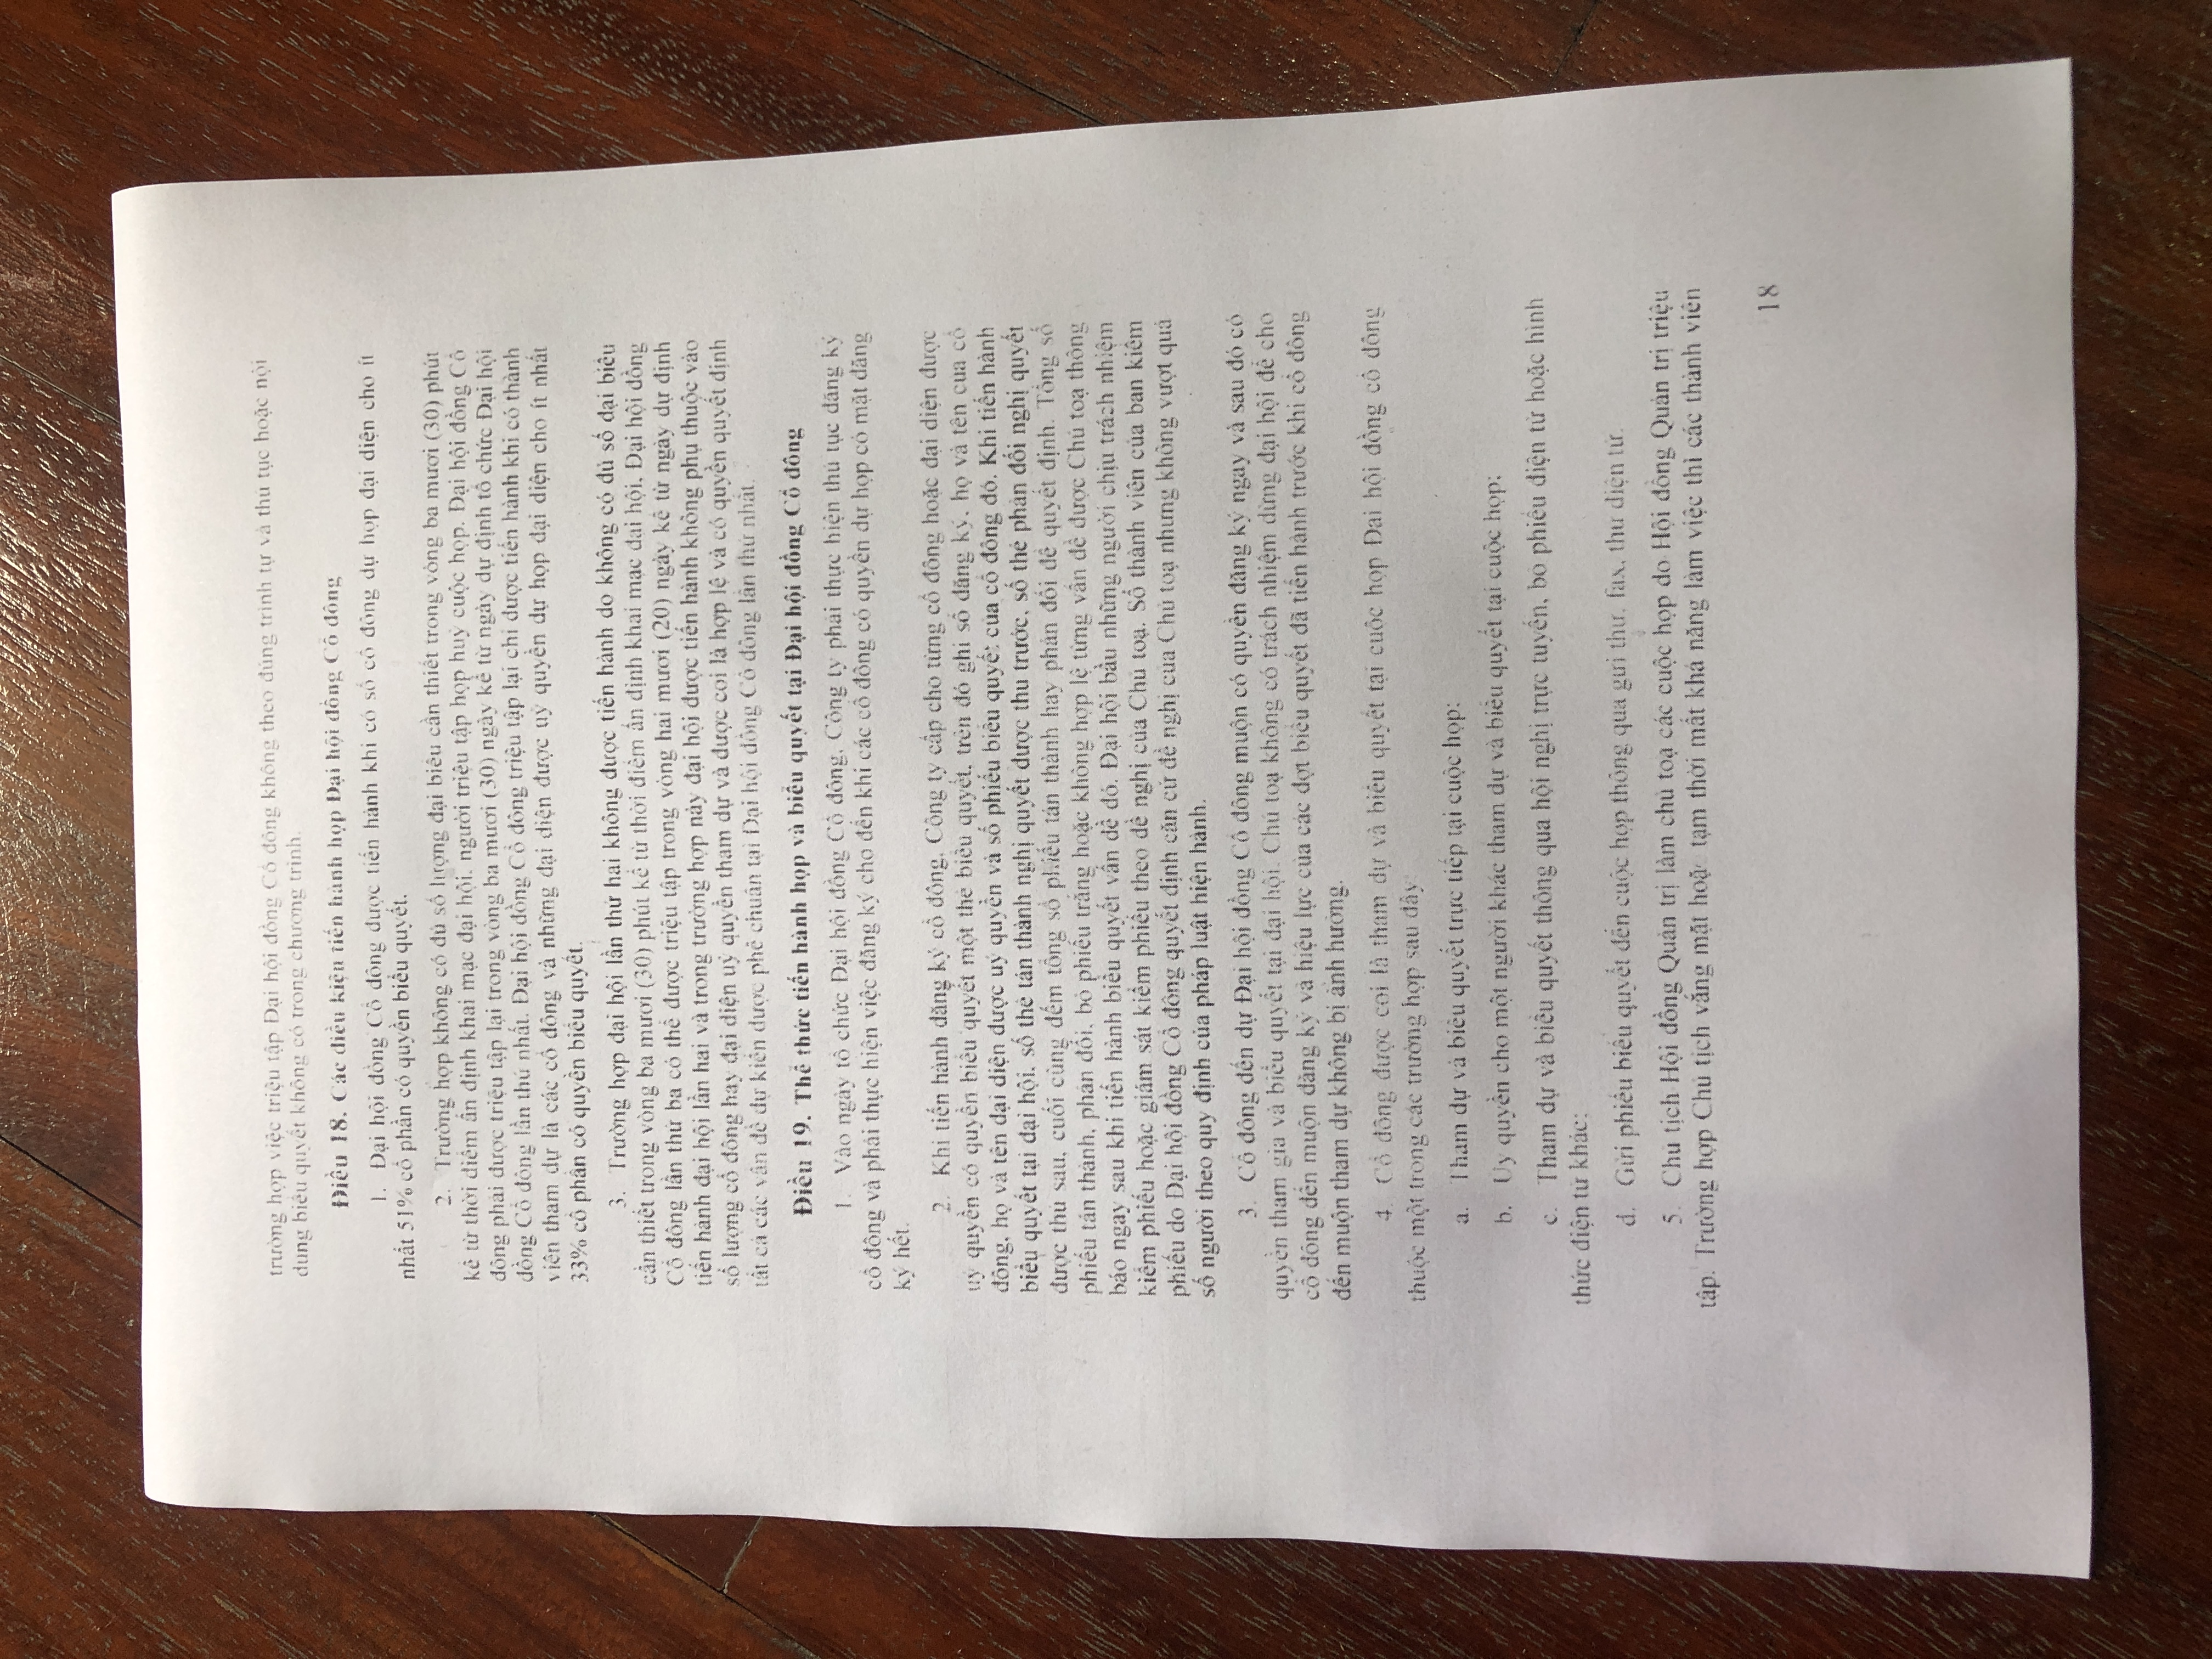 trường hợp việc triệu tập Đại hội đồng Cổ đông không theo đúng trình tự và thủ tục hoặc nội
dung biểu quyết không có trong chương trình.
Điều 18. Các điều kiện tiến hành họp Đại hội đồng Cổ đông
1. Đại hội đồng Cổ đông được tiến hành khi có số cổ đông dự họp đại diện cho ít
nhất 51% cổ phần có quyền biểu quyết.
2. Trường hợp không có đủ số lượng đại biểu cần thiết trong vòng ba mươi (30) phút
kể từ thời điểm ấn định khai mạc đại hội, người triệu tập họp huỷ cuộc họp. Đại hội đồng Cổ
đông phải được triệu tập lại trong vòng ba mươi (30) ngày kể từ ngày dự định tổ chức Đại hội
đồng Cổ đông lần thứ nhất. Đại hội đồng Cổ đông triệu tập lại chỉ được tiến hành khi có thành
viên tham dự là các cổ đông và những đại diện được uỷ quyền dự họp đại diện cho ít nhất
33% cổ phần có quyền biểu quyết.
3. Trường hợp đại hội lần thứ hai không được tiến hành do không có đủ số đại biểu
cần thiết trong vòng ba mươi (30) phút kể từ thời điểm ấn định khai mạc đại hội, Đại hội đồng
Cổ đông lần thứ ba có thể được triệu tập trong vòng hai mươi (20) ngày kể từ ngày dự định
tiến hành đại hội lần hai và trong trường hợp này đại hội được tiến hành không phụ thuộc vào
số lượng cổ đông hay đại diện uỷ quyền tham dự và được coi là hợp lệ và có quyền quyết định
tất cả các vấn đề dự kiến được phê chuẩn tại Đại hội đồng Cổ đông lần thứ nhất.
Điều 19. Thể thức tiến hành họp và biểu quyết tại Đại hội đồng Cổ đông
1. Vào ngày tổ chức Đại hội đồng Cổ đông, Công ty phải thực hiện thủ tục đăng ký
cổ đông và phải thực hiện việc đăng ký cho đến khi các cổ đông có quyền dự họp có mặt đăng
ký hết.
2. Khi tiến hành đăng ký cổ đông, Công ty cấp cho từng cổ đông hoặc đại diện được
uỷ quyền có quyền biểu quyết một thẻ biểu quyết, trên đó ghi số đăng ký, họ và tên của cổ
đông, họ và tên đại diện được uỷ quyền và số phiếu biểu quyết của cổ đông đó. Khi tiến hành
biểu quyết tại đại hội, số thẻ tán thành nghị quyết được thu trước, số thẻ phản đối nghị quyết
được thu sau, cuối cùng đếm tổng số phiếu tán thành hay phản đối để quyết định. Tổng số
phiếu tán thành, phản đối, bỏ phiếu trắng hoặc không hợp lệ từng vấn đề được Chủ toạ thông
báo ngay sau khi tiến hành biểu quyết vấn đề đó. Đại hội bầu những người chịu trách nhiệm
kiểm phiếu hoặc giám sát kiểm phiếu theo đề nghị của Chủ toạ. Số thành viên của ban kiểm
phiếu do Đại hội đồng Cổ đông quyết định căn cứ đề nghị của Chủ toạ nhưng không vượt quá
số người theo quy định của pháp luật hiện hành.
3. Cổ đông đến dự Đại hội đồng Cổ đông muộn có quyền đăng ký ngay và sau đó có
quyền tham gia và biểu quyết tại đại hội. Chủ toạ không có trách nhiệm dừng đại hội để cho
cổ đông đến muộn đăng ký và hiệu lực của các đợt biểu quyết đã tiến hành trước khi cổ đông
đến muộn tham dự không bị ảnh hưởng.
4. Cổ đông được coi là tham dự và biểu quyết tại cuộc họp Đại hội đồng cổ đông
thuộc một trong các trường hợp sau đây:
a. Tham dự và biểu quyết trực tiếp tại cuộc họp;
b. Uỷ quyền cho một người khác tham dự và biểu quyết tại cuộc họp;
c. Tham dự và biểu quyết thông qua hội nghị trực tuyến, bỏ phiếu điện tử hoặc hình
thức điện tử khác;
d. Gửi phiếu biểu quyết đến cuộc họp thông qua gửi thư, fax, thư điện tử.
5. Chủ tịch Hội đồng Quản trị làm chủ toạ các cuộc họp do Hội đồng Quản trị triệu
tập. Trường hợp Chủ tịch vắng mặt hoặc tạm thời mất khả năng làm việc thì các thành viên
18